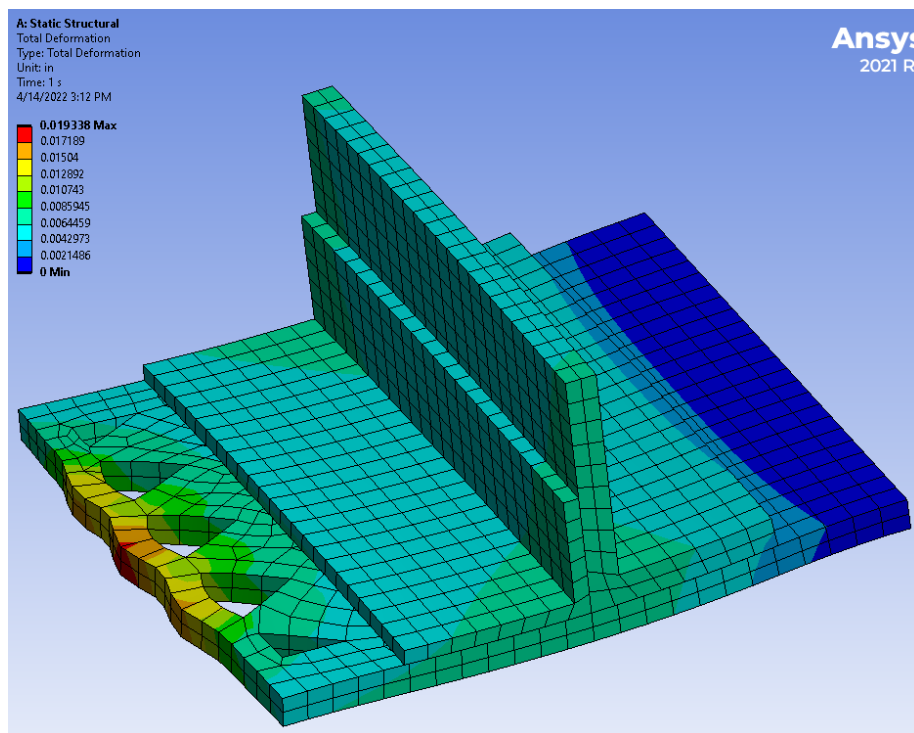 A: Static Structural
Total Deformation
Type: Total Deformation
Unit: in
Time: 1 s
4/14/2022 3:12 PM
Ansys
2021 R
0.019338 Max
0.017189
0.01504
0.012892
0.010743
0.0085945
0.0064459
0.0042973
0.0021486
0 Min